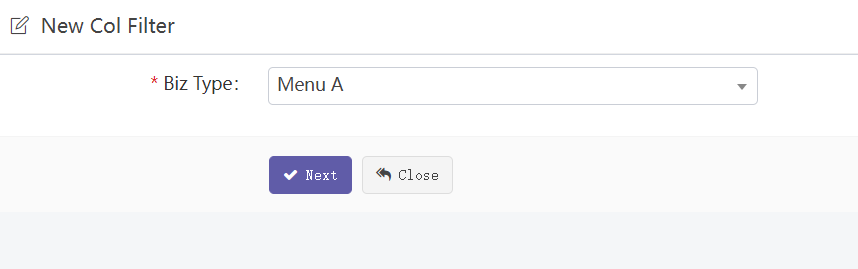 New Col Filter
* Biz Type:
Menu A
Next
Close